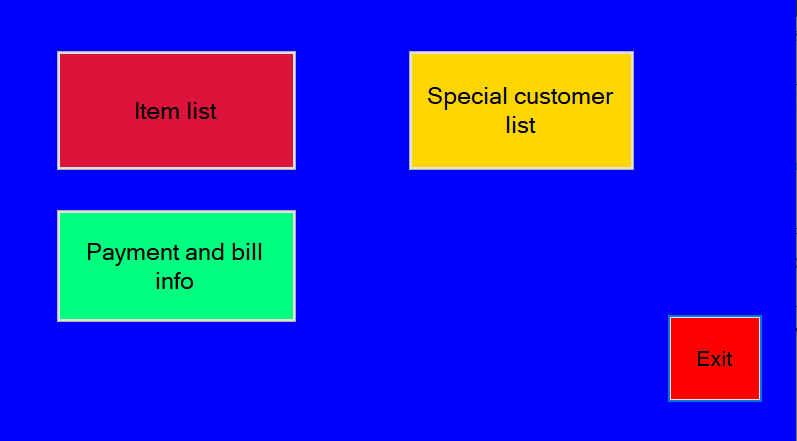 Item list
Special customer
list
Payment and bill
info
Exit